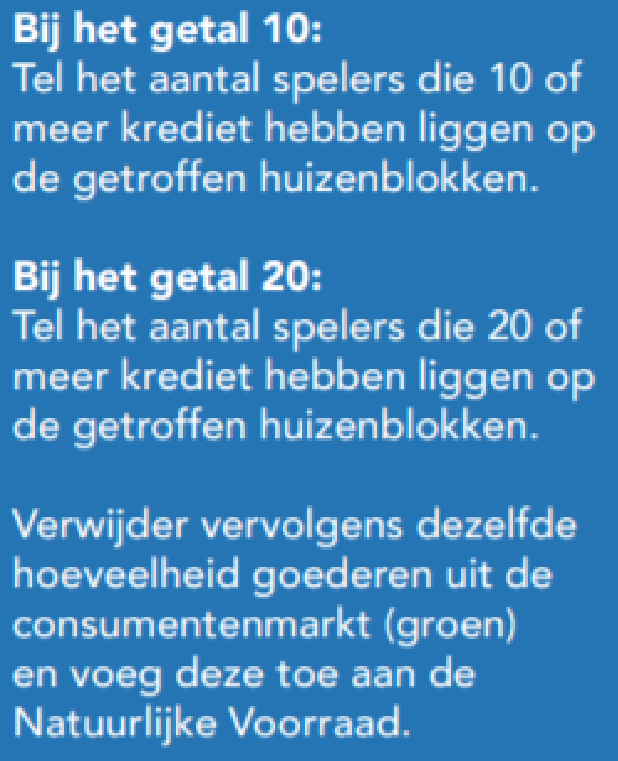 Bij het getal 10:
Tel het aantal spelers die 10 of
meer krediet hebben liggen op
de getroffen huizenblokken.
Bij het getal 20:
Tel het aantal spelers die 20 of
meer krediet hebben liggen op
de getroffen huizenblokken.
Verwijder vervolgens dezelfde
hoeveelheid goederen uit de
consumentenmarkt (groen)
en voeg deze toe aan de
Natuurlijke Voorraad.